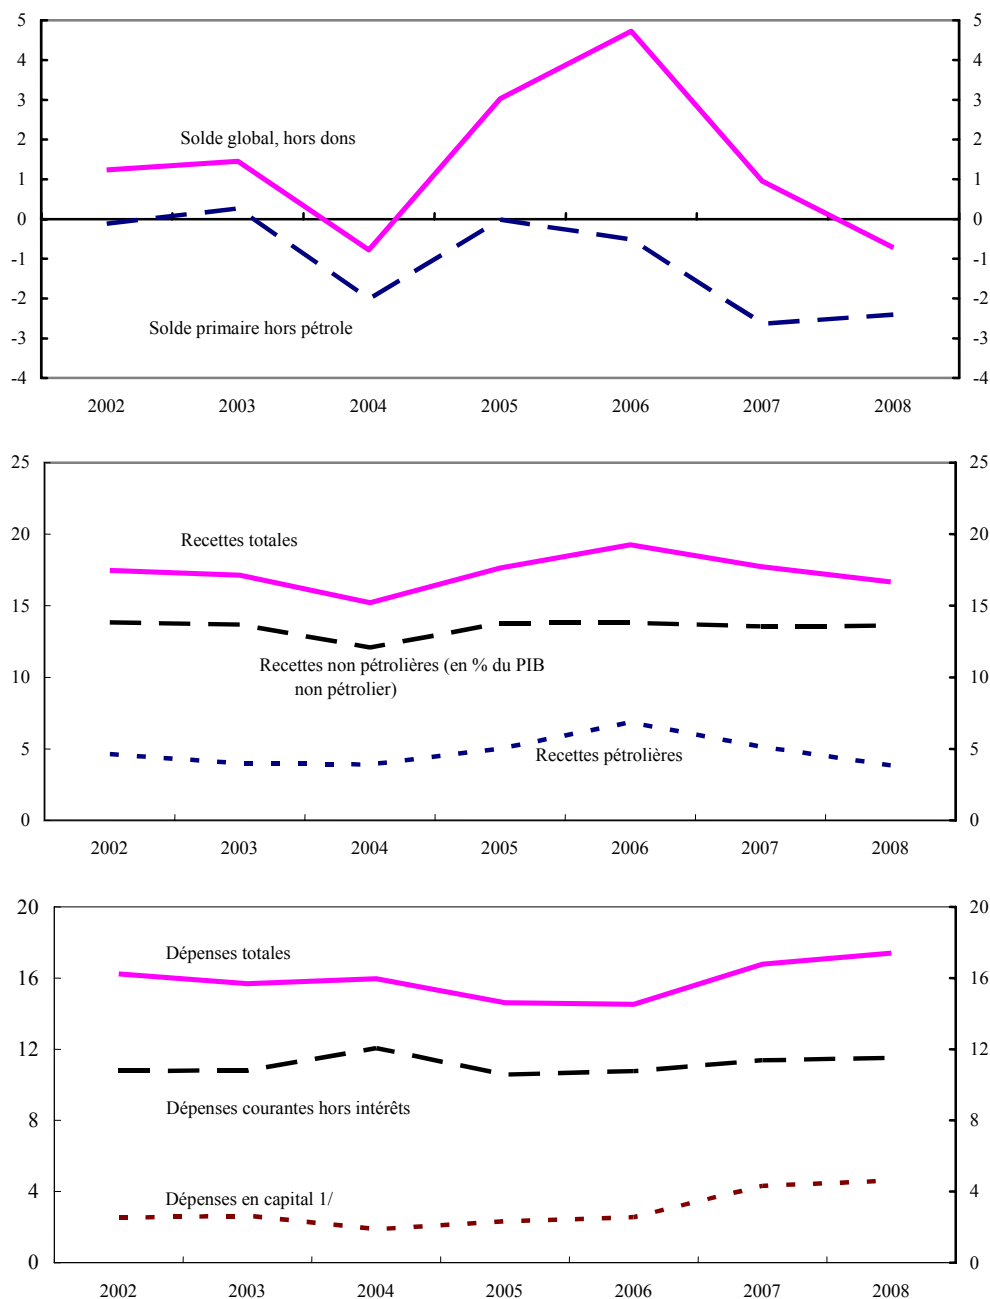 5 5
4 4
3 3
Solde global, hors dons
2 2
1 1
0 0
-1 -1
-2 -2
Solde primaire hors pétrole
-3 -3
-4 -4
2002 2003 2004 2005 2006 2007 2008
25 25
20 20
Recettes totales
15 15
Recettes non pétrolières (en % du PIB
non pétrolier)
10 10
5 5
Recettes pétrolières
0 0
2002 2003 2004 2005 2006 2007 2008
20 20
Dépenses totales
16 16
12 12
Dépenses courantes hors intérêts
8 8
4 4
Dépenses en capital 1/
0 0
2002 2003 2004 2005 2006 2007 2008